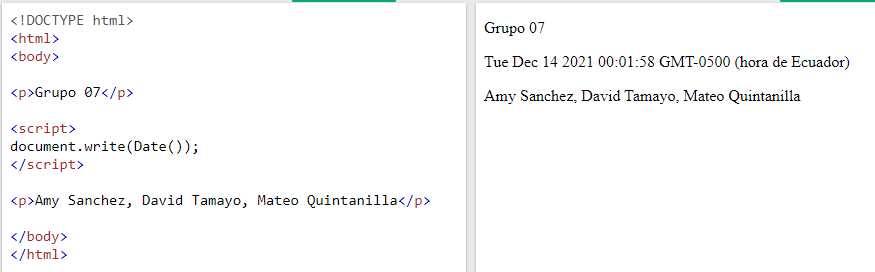 <!DOCTYPE html>
<html>
<body>
<p>Grupo 07</p>
<script>
document.write(Date());
</script>
<p>Amy Sanchez, David Tamayo, Mateo Quintanilla</p>
</body>
</html>
Grupo 07
Tue Dec 14 2021 00:01:58 GMT-0500 (hora de Ecuador)
Amy Sanchez, David Tamayo, Mateo Quintanilla